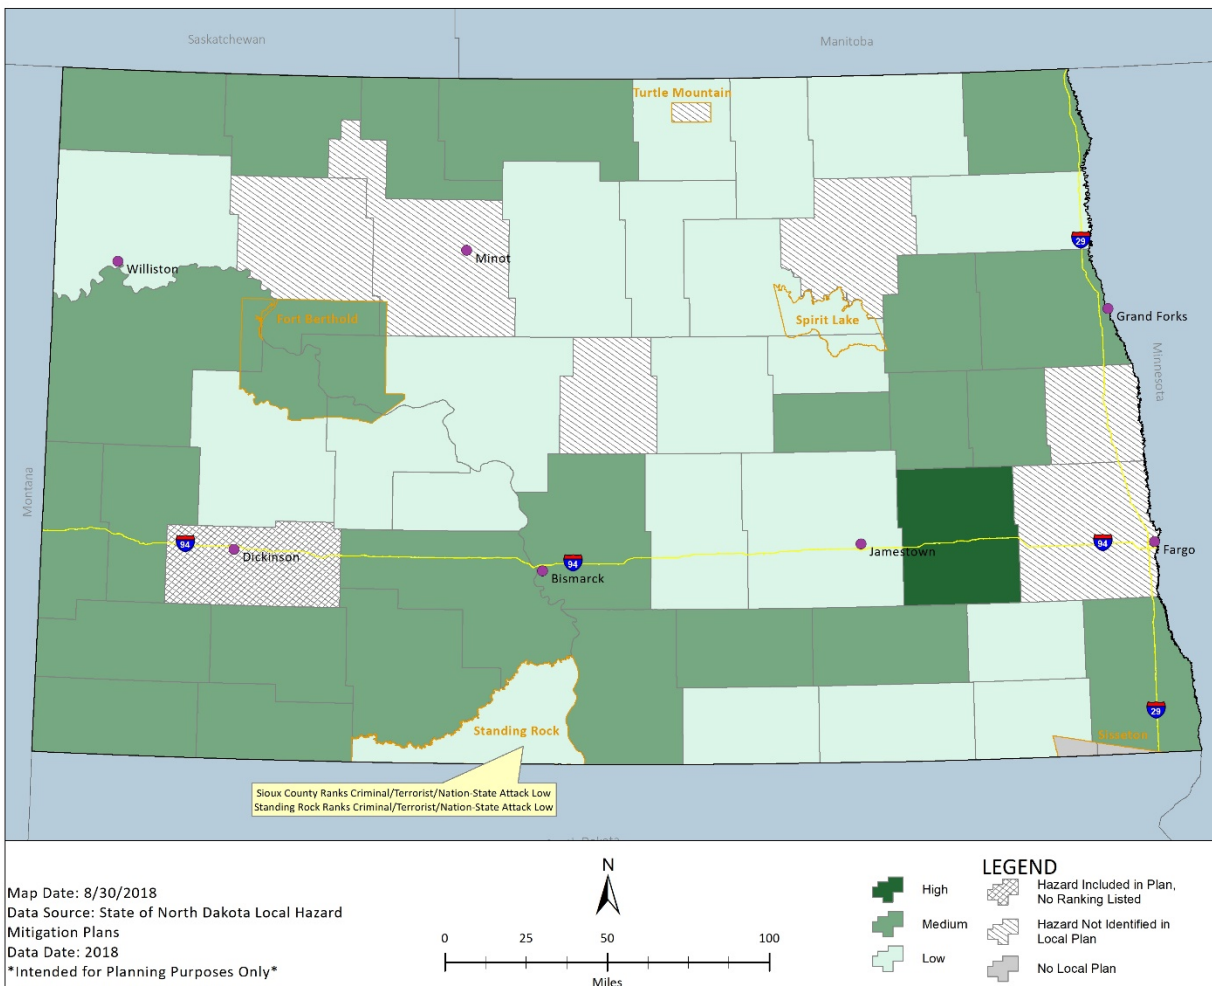 Saskatchewan
Manitoba
Turtle Mountain
29
Williston
Minot
Fort Berthold
Spirit Lake
Grand Forks
Minnesota
Montana
94
Dickinson
94
Bismarck
Jamestown
94
Fargo
29
Standing Rock
Sisseton
Sioux County Ranks Criminal/Terrorist/Nation-State Attack Low
Standing Rock Ranks Criminal/Terrorist/Nation-State Attack Low
Map Date: 8/30/2018
Data Source: State of North Dakota Local Hazard
Mitigation Plans
Data Date: 2018
*Intended for Planning Purposes Only*
N
0 25 50 100
Miles
LEGEND
High
Medium
Low
Hazard Included in Plan,
No Ranking Listed
Hazard Not Identified in
Local Plan
No Local Plan